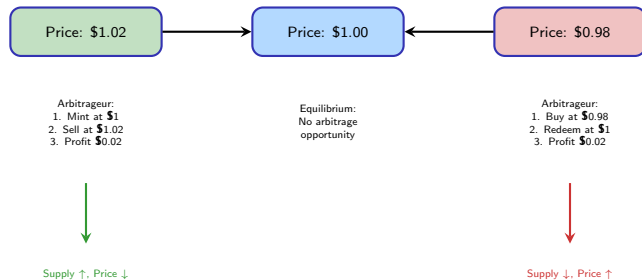 Price: $1.02
Price: $1.00
Price: $0.98
Arbitrageur:
1. Mint at $1
2. Sell at $1.02
3. Profit $0.02
Equilibrium:
No arbitrage
opportunity
Arbitrageur:
1. Buy at $0.98
2. Redeem at $1
3. Profit $0.02
Supply ↑, Price ↓
Supply ↓, Price ↑